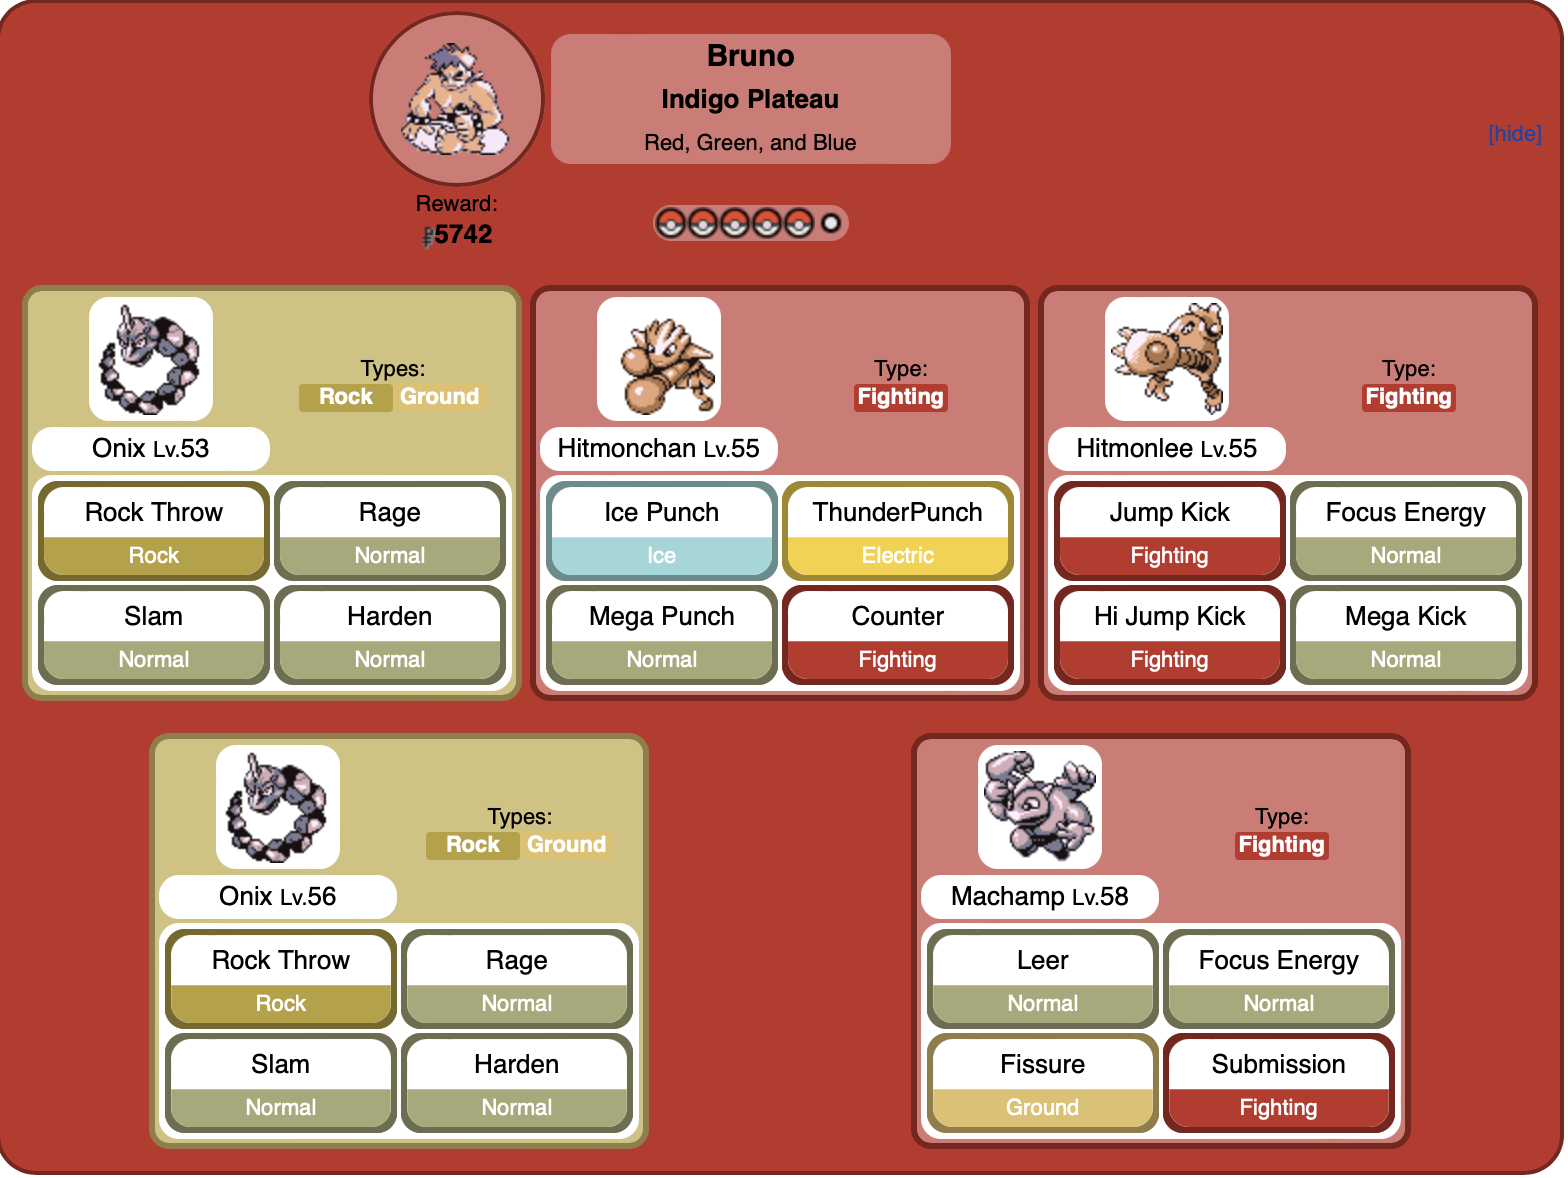 Bruno
Indigo Plateau
Red, Green, and Blue
[hide]
Reward:
5742
Types:
Rock Ground
Onix Lv.53
Rock Throw
Rock
Rage
Normal
Slam
Normal
Harden
Normal
Type:
Fighting
Hitmonchan Lv.55
Ice Punch
Ice
ThunderPunch
Electric
Mega Punch
Normal
Counter
Fighting
Type:
Fighting
Hitmonlee Lv.55
Jump Kick
Fighting
Focus Energy
Normal
Hi Jump Kick
Fighting
Mega Kick
Normal
Types:
Rock Ground
Onix Lv.56
Rock Throw
Rock
Rage
Normal
Slam
Normal
Harden
Normal
Type:
Fighting
Machamp Lv.58
Leer
Normal
Focus Energy
Normal
Fissure
Ground
Submission
Fighting